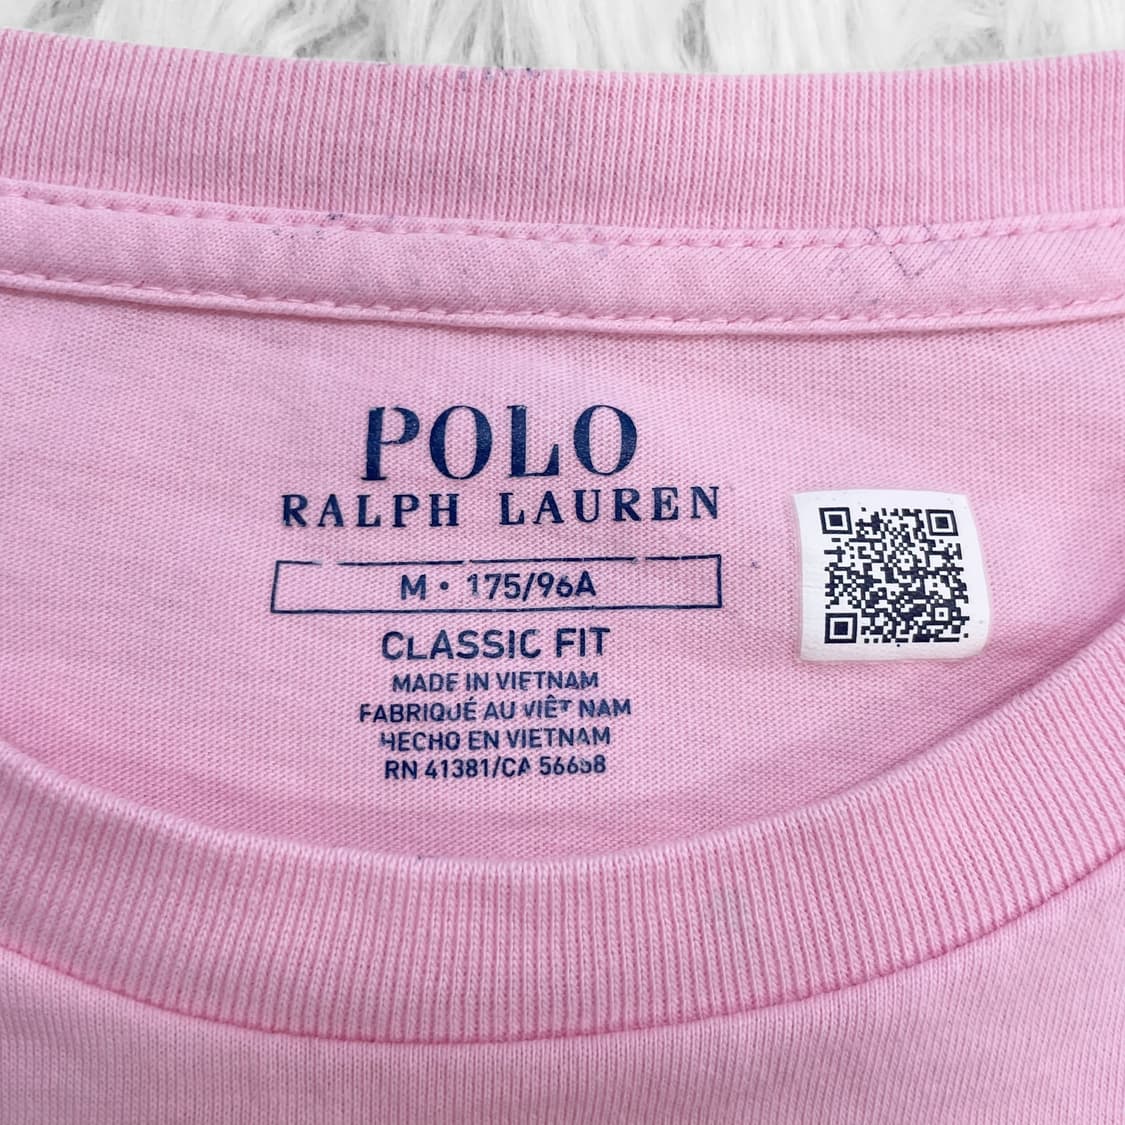 POLO
RALPH LAUREN
M • 175/96A
CLASSIC FIT
MADE IN VIETNAM
FABRIQUÉ AU VIÊT NAM
HECHO EN VIETNAM
RN 41381/CA 56658